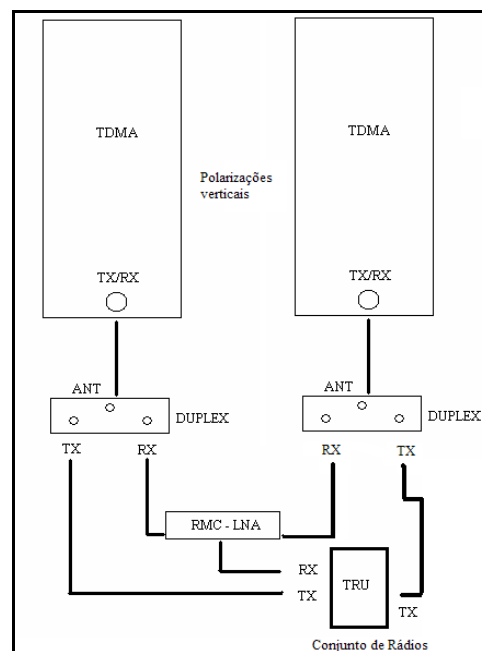 TDMA
TDMA
Polarizações
verticais
TX/RX
TX/RX
ANT
DUPLEX
ANT
DUPLEX
TX
RX
RX
TX
RMC - LNA
RX
TX
TRU
TX
Conjunto de Rádios